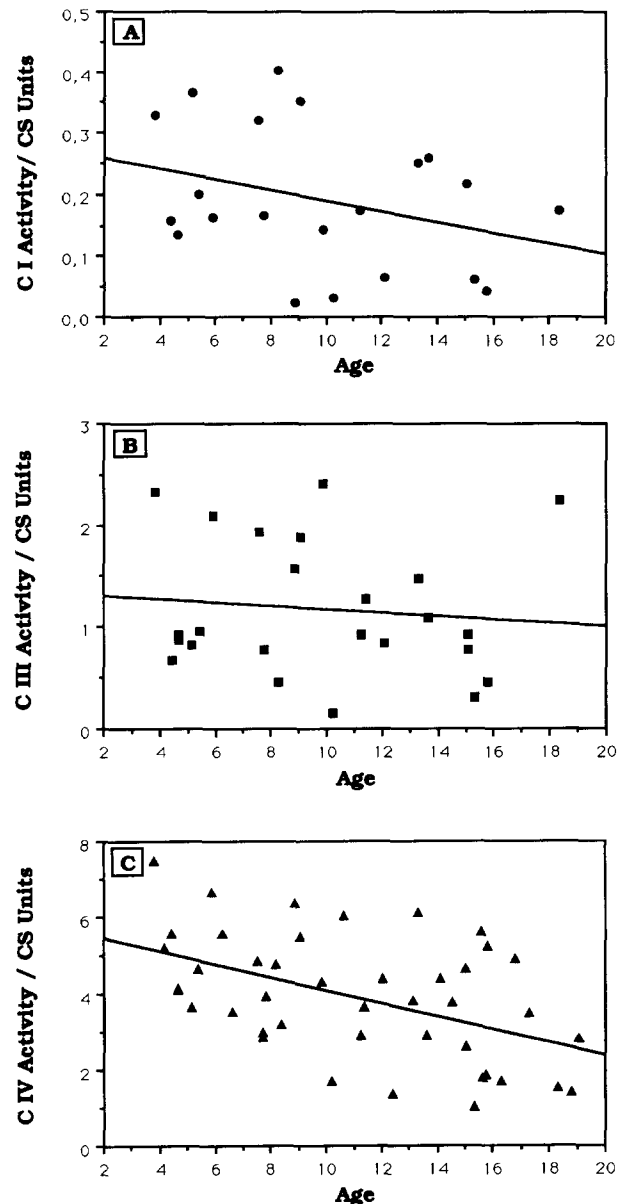 A
C I Activity/ CS Units
0,5
0,4
0,3
0,2
0,1
0,0
2 4 6 8 10 12 14 16 18 20
Age
B
C III Activity / CS Units
3
2
1
0
2 4 6 8 10 12 14 16 18 20
Age
C
C IV Activity / CS Units
8
6
4
2
0
2 4 6 8 10 12 14 16 18 20
Age